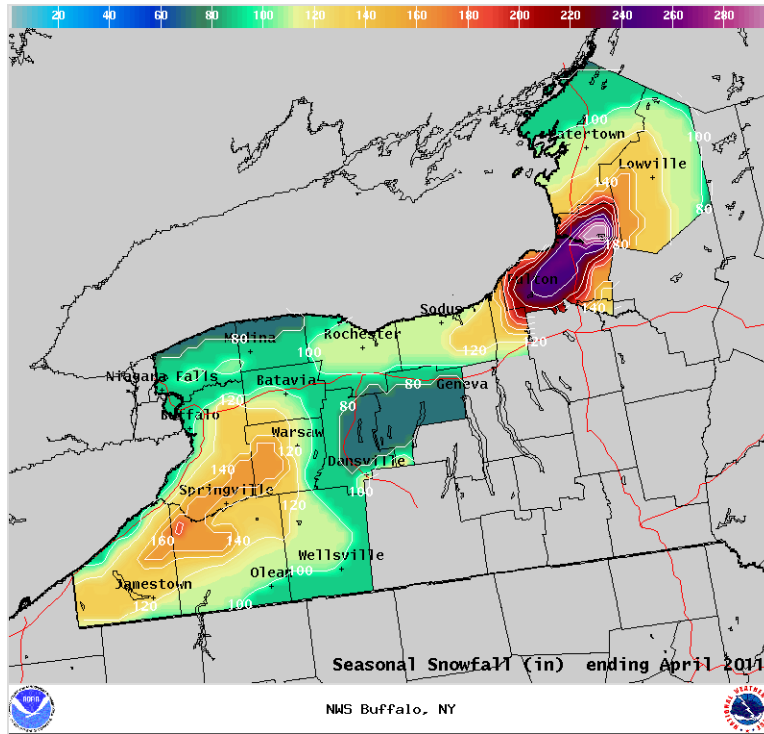 20 40 60 80 100 120 140 160 180 200 220 240 260 280
100
Watertown
100
Lowville
140
80
180
Fulton
130
Sodus
Medina
80
100
Rochester
120
120
Niagara Falls
Batavia
80
Geneva
120
80
Buffalo
Warsaw
120
Dansville
140
100
Springville
120
160
140
Wellsville
100
Olean
Jamestown
120
100
Seasonal Snowfall (in) ending April 2011
NOAA
NWS Buffalo, NY